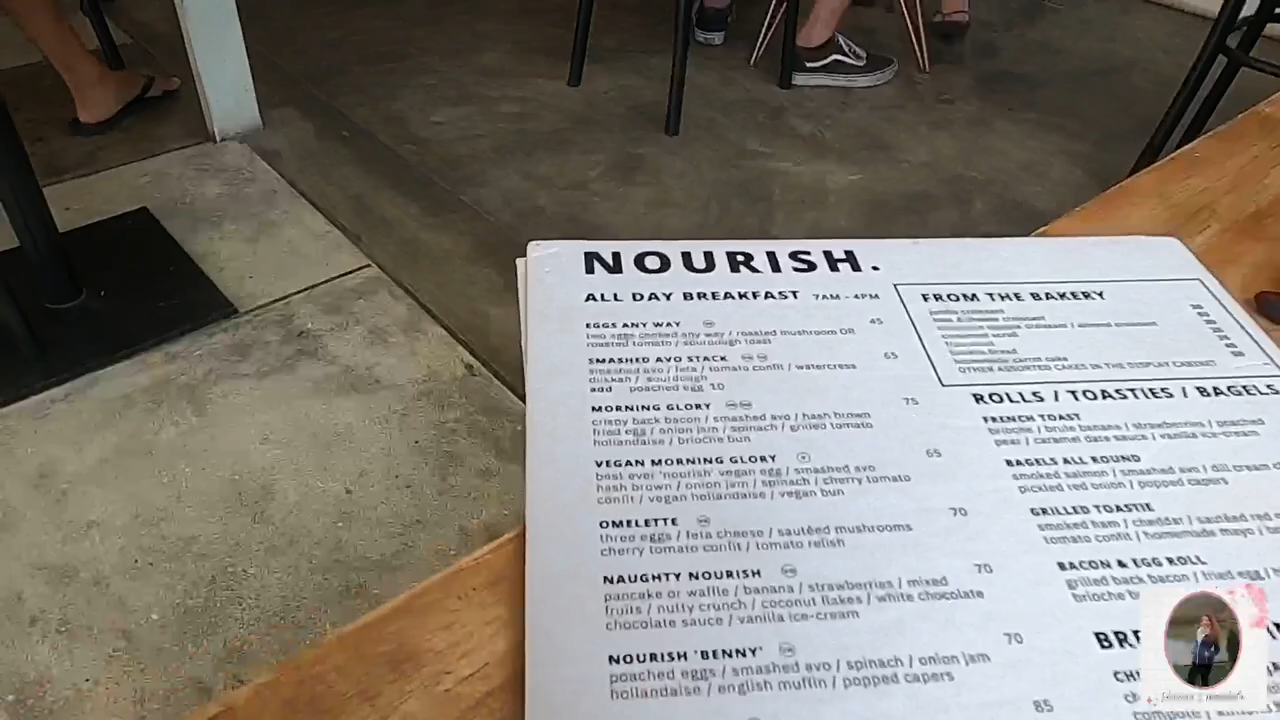 NOURISH.
ALL DAY BREAKFAST 7AM - 4PM
EGGS ANY WAY 45
two eggs cooked any way / roasted mushroom OR
roasted tomato / sourdough toast
SMASHED AVO STACK 65
smashed avo / feta / tomato confit / watercress
dukkah / sourdough
add poached egg 10
MORNING GLORY 75
crispy back bacon / smashed avo / hash brown
fried egg / onion jam / spinach / grilled tomato
hollandaise / brioche bun
VEGAN MORNING GLORY 65
best ever 'nourish' vegan egg / smashed avo
hash brown / onion jam / spinach / cherry tomato
confit / vegan hollandaise / vegan bun
OMELETTE 70
three eggs / feta cheese / sautéed mushrooms
cherry tomato confit / tomato relish
NAUGHTY NOURISH 70
pancake or waffle / banana / strawberries / mixed
fruits / nutty crunch / coconut flakes / white chocolate
chocolate sauce / vanilla ice-cream
NOURISH 'BENNY' 70
poached eggs / smashed avo / spinach / onion jam
hollandaise / english muffin / popped capers
85
FROM THE BAKERY
homemade carrot cake
OTHER ASSORTED CAKES IN THE DISPLAY CABINET
ROLLS / TOASTIES / BAGELS
FRENCH TOAST
brioche / brule banana / strawberries / poached
pear / caramel date sauce / vanilla ice-cream
BAGELS ALL ROUND
smoked salmon / smashed avo / dill cream
pickled red onion / popped capers
GRILLED TOASTIE
smoked ham / cheddar / sautéed red
tomato confit / homemade mayo /
BACON & EGG ROLL
grilled back bacon / fried egg /
brioche